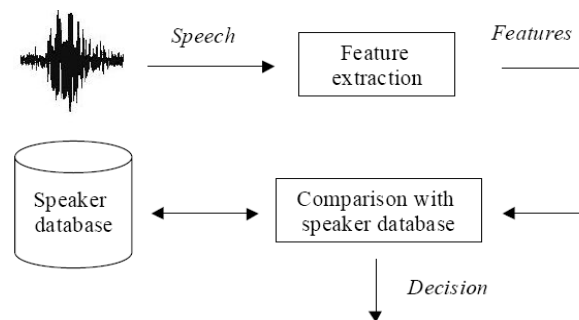 Speech
Feature
extraction
Features
Speaker
database
Comparison with
speaker database
Decision